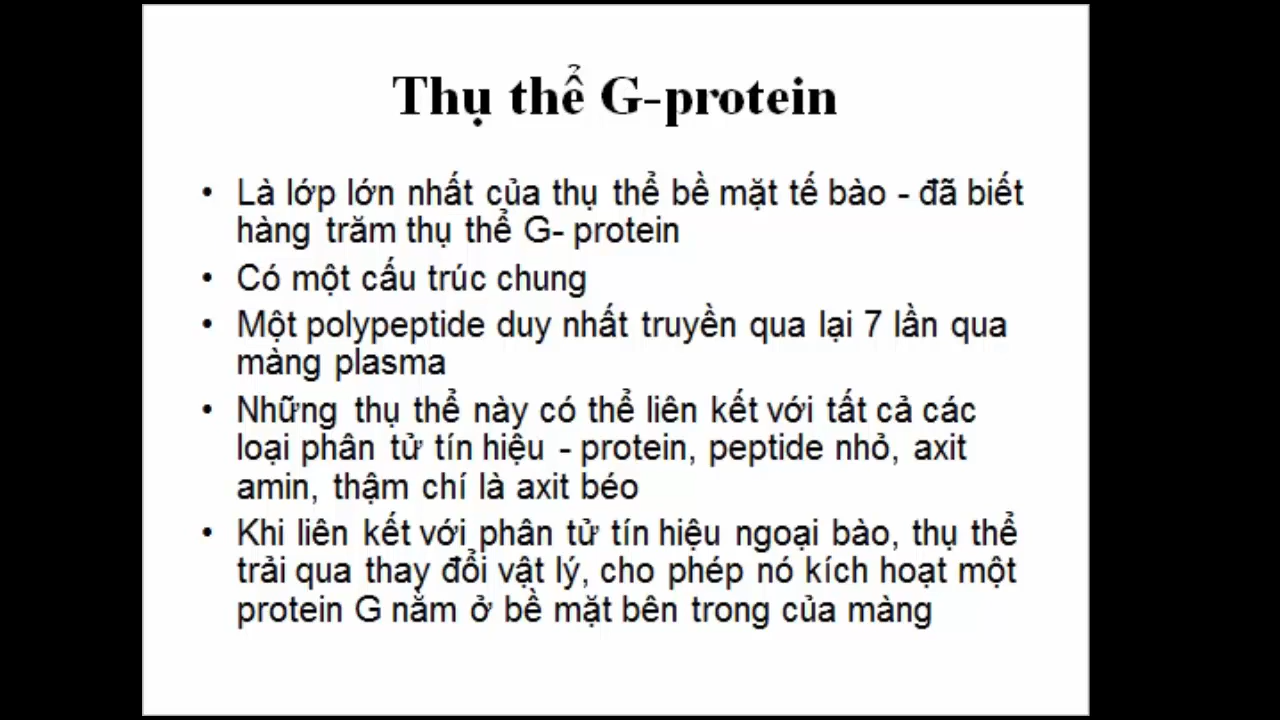 Thụ thể G-protein
• Là lớp lớn nhất của thụ thể bề mặt tế bào - đã biết
hàng trăm thụ thể G- protein
• Có một cấu trúc chung
• Một polypeptide duy nhất truyền qua lại 7 lần qua
màng plasma
• Những thụ thể này có thể liên kết với tất cả các
loại phân tử tín hiệu - protein, peptide nhỏ, axit
amin, thậm chí là axit béo
• Khi liên kết với phân tử tín hiệu ngoại bào, thụ thể
trải qua thay đổi vật lý, cho phép nó kích hoạt một
protein G nằm ở bề mặt bên trong của màng